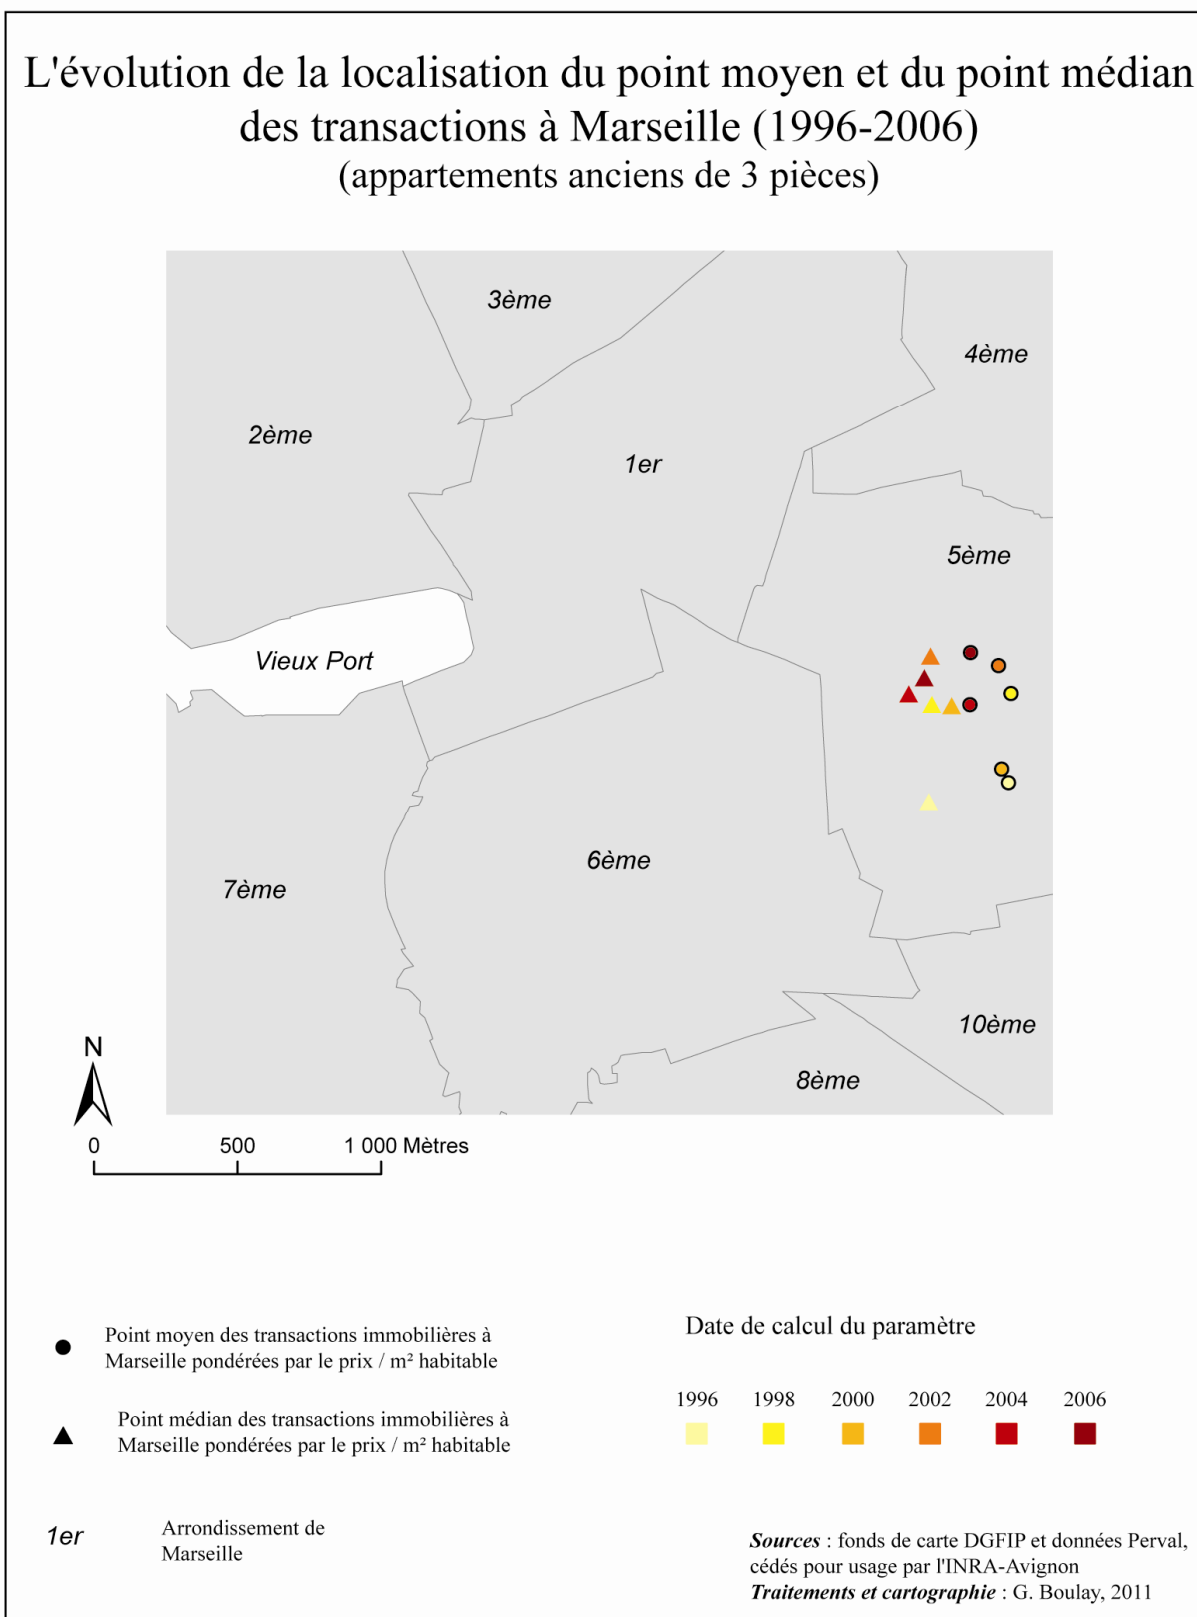 L'évolution de la localisation du point moyen et du point médian
des transactions à Marseille (1996-2006)
(appartements anciens de 3 pièces)
3ème
4ème
2ème
1er
5ème
Vieux Port
6ème
7ème
10ème
8ème
N
0 500 1 000 Mètres
Point moyen des transactions immobilières à
Marseille pondérées par le prix / m² habitable
Point médian des transactions immobilières à
Marseille pondérées par le prix / m² habitable
1er
Arrondissement de
Marseille
Date de calcul du paramètre
1996 1998 2000 2002 2004 2006
Sources : fonds de carte DGFIP et données Perval,
cédés pour usage par l'INRA-Avignon
Traitements et cartographie : G. Boulay, 2011